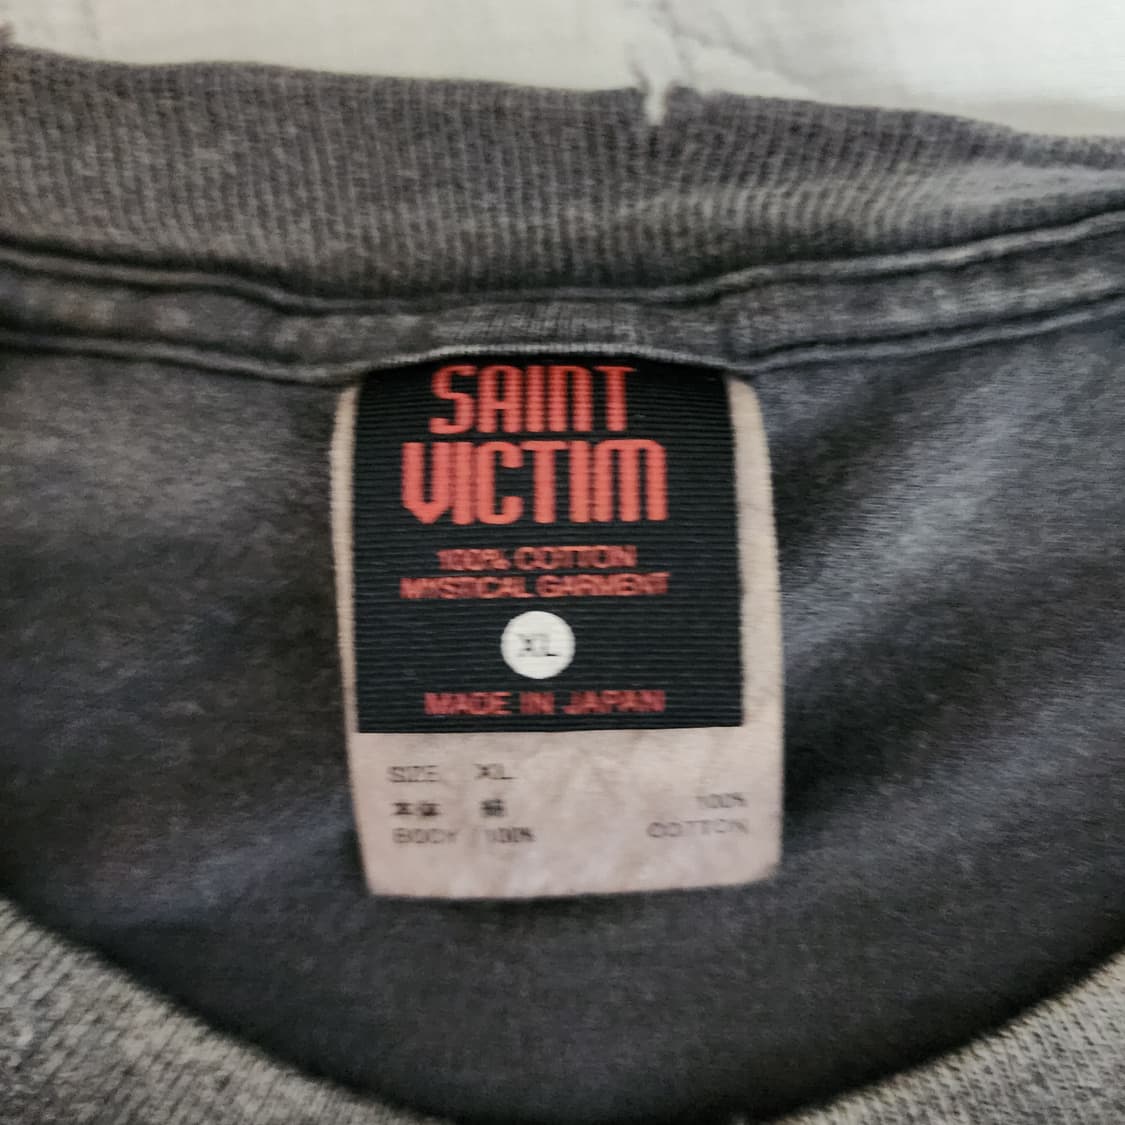 SAINT
VICTIM
100% COTTON
MYSTICAL GARMENT
XL
MADE IN JAPAN
SIZE XL
本体 綿 100%
BODY 100% COTTON